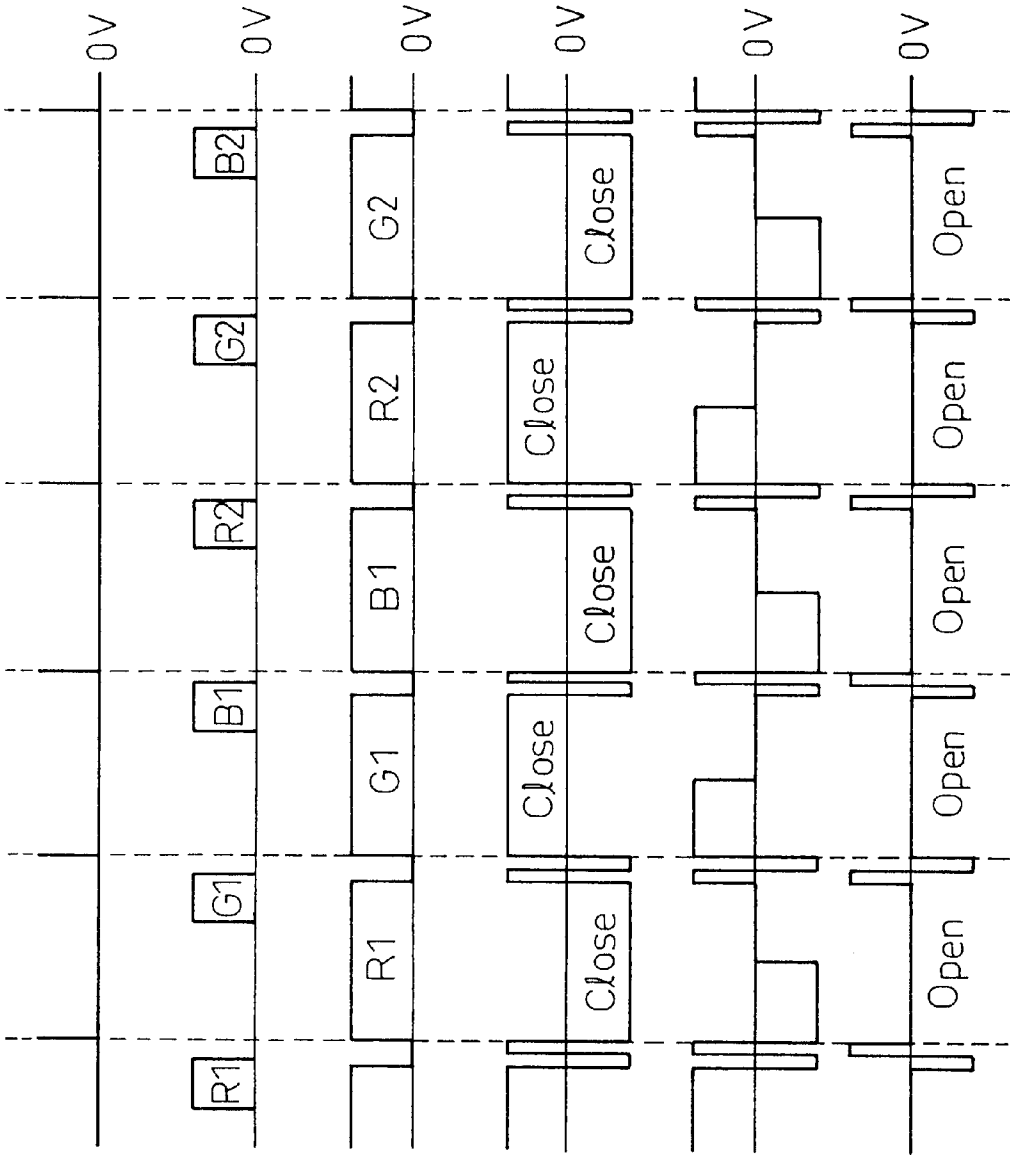 0V
R1 G1 B1 R2 G2 B2 0V
R1 G1 B1 R2 G2 0V
Close Close Close Close Close 0V
0V
Open Open Open Open Open 0V